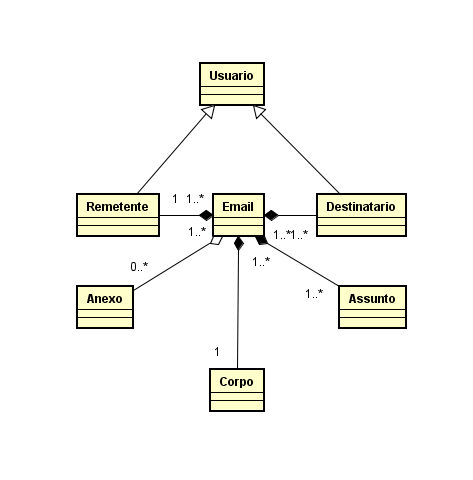 Usuario
Remetente
1 1..*
Email
1..*1..*
Destinatario
1..*
0..*
1..*
Anexo
1..*
Assunto
1
Corpo